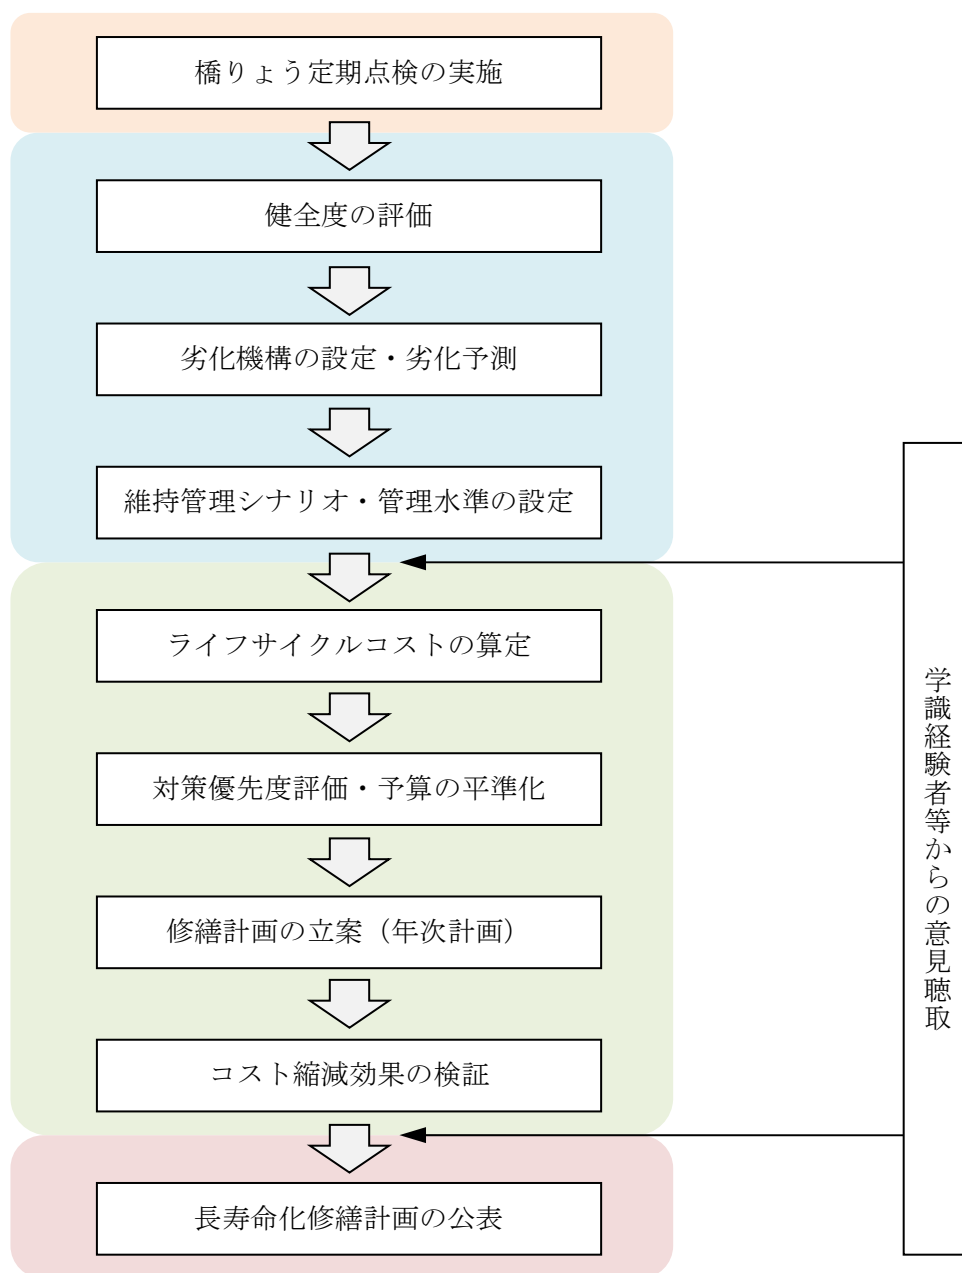 橋りょう定期点検の実施
健全度の評価
劣化機構の設定・劣化予測
維持管理シナリオ・管理水準の設定
ライフサイクルコストの算定
対策優先度評価・予算の平準化
修繕計画の立案（年次計画）
コスト縮減効果の検証
長寿命化修繕計画の公表
学識経験者等からの意見聴取